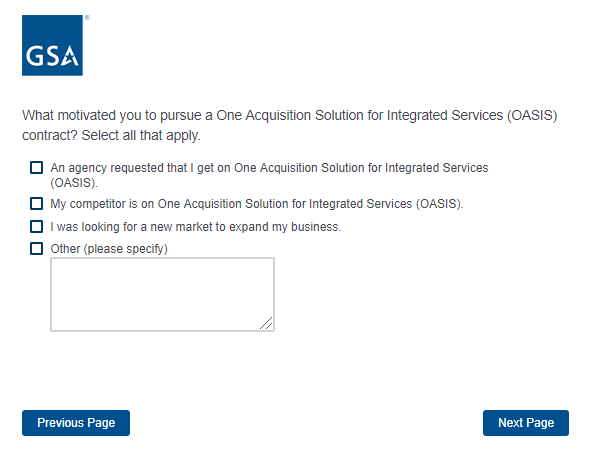 GSA
What motivated you to pursue a One Acquisition Solution for Integrated Services (OASIS)
contract? Select all that apply.
An agency requested that I get on One Acquisition Solution for Integrated Services
(OASIS).
My competitor is on One Acquisition Solution for Integrated Services (OASIS).
I was looking for a new market to expand my business.
Other (please specify)
Previous Page
Next Page